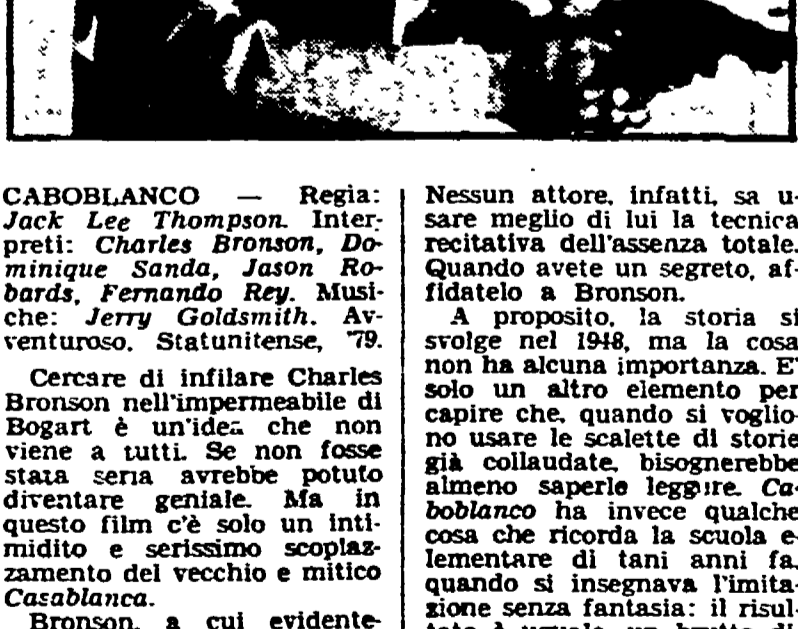 CABOBLANCO — Regia:
Jack Lee Thompson. Inter-
preti: Charles Bronson, Do-
minique Sanda, Jason Ro-
bards, Fernando Rey. Musi-
che: Jerry Goldsmith. Av-
venturoso. Statunitense, '79.
Cercare di infilare Charles
Bronson nell'impermeabile di
Bogart è un'idea che non
viene a tutti. Se non fosse
stata seria avrebbe potuto
diventare geniale. Ma in
questo film c'è solo un inti-
midito e serissimo scopiaz-
zamento del vecchio e mitico
Casablanca.
Bronson, a cui evidente-
Nessun attore, infatti, sa u-
sare meglio di lui la tecnica
recitativa dell'assenza totale.
Quando avete un segreto, af-
fidatelo a Bronson.
A proposito, la storia si
svolge nel 1948, ma la cosa
non ha alcuna importanza. E'
solo un altro elemento per
capire che, quando si voglio-
no usare le scalette di storie
già collaudate, bisognerebbe
almeno saperle leggere. Ca-
boblanco ha invece qualche
cosa che ricorda la scuola e-
lementare di tani anni fa,
quando si insegnava l'imita-
zione senza fantasia: il risul-